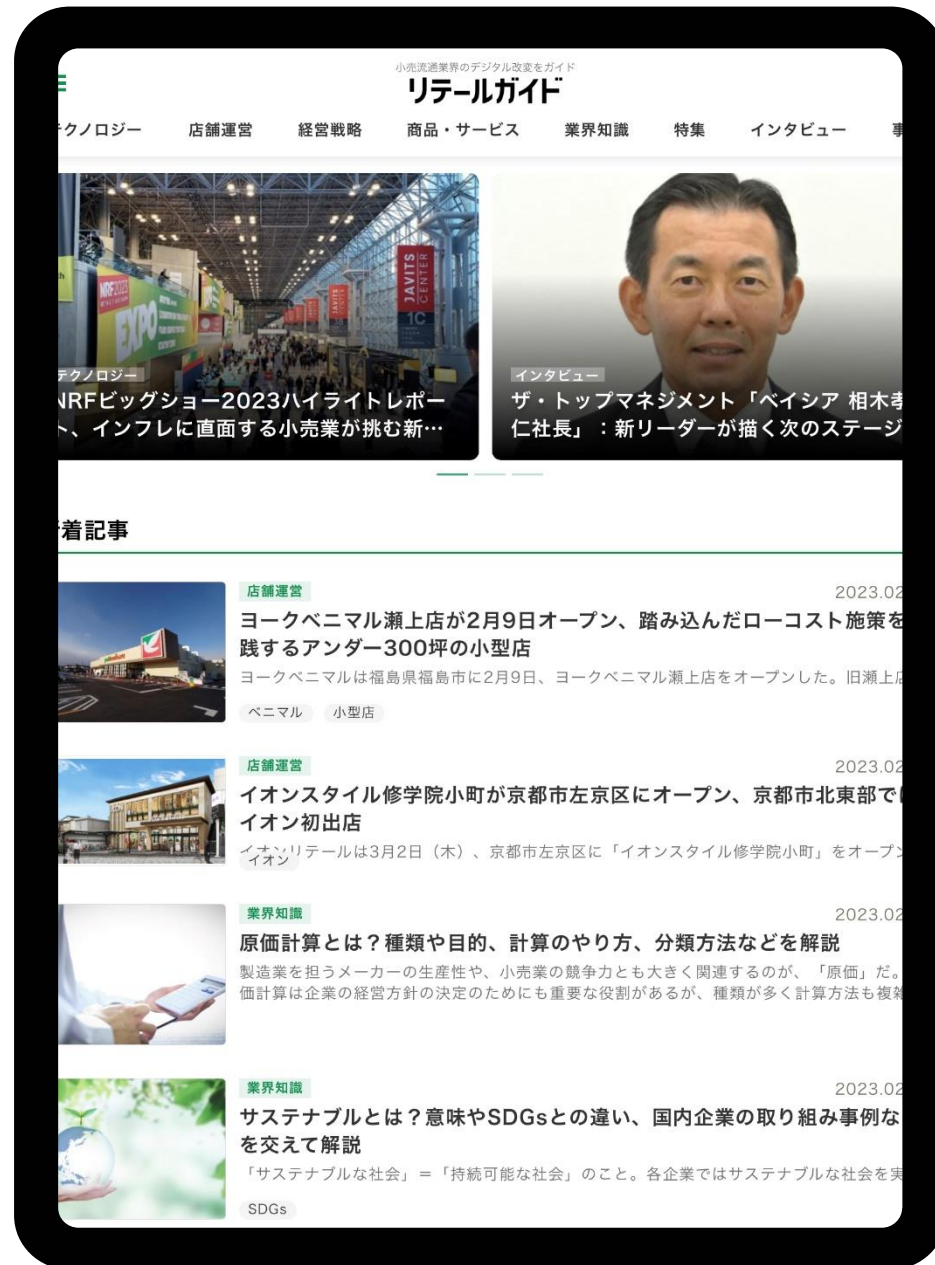 小売流通業界のデジタル改変をガイド
リテールガイド
クノロジー 店舗運営 経営戦略 商品・サービス 業界知識 特集 インタビュー 事
NRF2023
EXPO
JAVITS CENTER
1C
テクノロジー
NRFビッグショー2023ハイライトレポー
ト、インフレに直面する小売業が挑む新…
インタビュー
ザ・トップマネジメント「ベイシア 相木孝
仁社長」：新リーダーが描く次のステージ
着記事
店舗運営 2023.02
ヨークベニマル瀬上店が2月9日オープン、踏み込んだローコスト施策を
践するアンダー300坪の小型店
ヨークベニマルは福島県福島市に2月9日、ヨークベニマル瀬上店をオープンした。旧瀬上店
ベニマル 小型店
店舗運営 2023.02
イオンスタイル修学院小町が京都市左京区にオープン、京都市北東部では
イオン初出店
イオンリテールは3月2日（木）、京都市左京区に「イオンスタイル修学院小町」をオープン
イオン
業界知識 2023.02
原価計算とは？種類や目的、計算のやり方、分類方法などを解説
製造業を担うメーカーの生産性や、小売業の競争力とも大きく関連するのが、「原価」だ。
価計算は企業の経営方針の決定のためにも重要な役割があるが、種類が多く計算方法も複雑
業界知識 2023.02
サステナブルとは？意味やSDGsとの違い、国内企業の取り組み事例な
を交えて解説
「サステナブルな社会」＝「持続可能な社会」のこと。各企業ではサステナブルな社会を実
SDGs